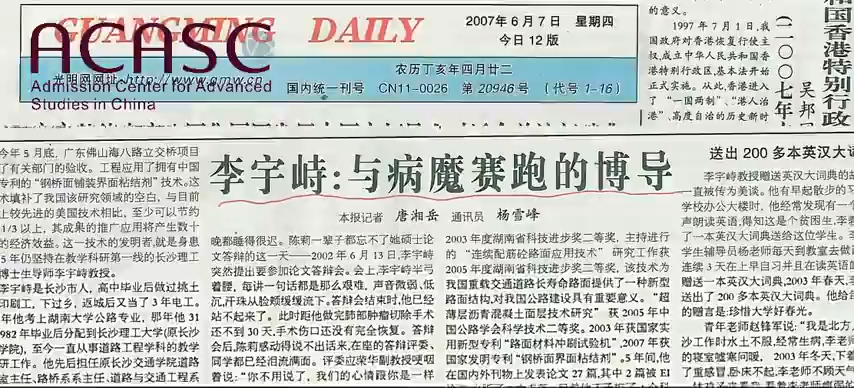 GUANGMING DAILY
ACASC
Admission Center for Advanced
Studies in China
光明网网址:http://www.gmw.cn
2007年6月7日 星期四
今日12版
农历丁亥年四月廿二
国内统一刊号 CN11-0026 第20946号 (代号1-16)
的意义。
1997年7月1日,我
国政府对香港恢复行使主
权,成立中华人民共和国香
港特别行政区,基本法开始
正式实施。从此,香港进入
了“一国两制”、“港人治
港”、高度自治的历史新时
(二〇〇七年
吴邦
和国香港特别行政
今年5月底,广东佛山海八路立交桥项目
了有关部门的验收。工程应用了拥有中国
专利的“钢桥面铺装界面粘结剂”技术。这
术填补了我国该研究领域的空白,与目前
上较先进的美国技术相比,至少可以节约
1/3以上,其成果的推广应用将产生数十
的经济效益。这一技术的发明者,就是身患
5年仍坚持在教学科研第一线的长沙理工
博士生导师李宇峙教授。
李宇峙是长沙市人,高中毕业后做过挑土
印刷工,下过乡,返城后又当了3年电工。
年他考上湖南大学公路专业,那年他31
982年毕业后分配到长沙理工大学(原长沙
学院),至今一直从事道路工程学科的教学
研工作。他先后担任原长沙交通学院道路
室主任、路桥系系主任、道路与交通工程系
李宇峙:与病魔赛跑的博导
本报记者 唐湘岳 通讯员 杨雪峰
晚都睡得很迟。陈莉一辈子都忘不了她硕士论
文答辩的这一天——2002年6月13日,李宇峙
突然提出要参加论文答辩会。会上,李宇峙半弓
着腰,每讲一句话都是那么艰难,声音微弱、低
沉,汗珠从脸颊缓缓流下。答辩会结束时,他已经
站不起来了。此时距他做完肺部肿瘤切除手术
还不到30天,手术伤口还没有完全恢复。答辩
会后,陈莉感动得说不出话来,在座的答辩评委、
同学都已经泪流满面。评委应荣华副教授哽咽
着说:“你不用说了,我们的心情跟你是一样
2003年度湖南省科技进步奖二等奖,主持进行
的“连续配筋砼路面应用技术”研究工作获
2005年度湖南省科技进步奖二等奖,该技术为
我国重载交通道路长寿命路面提供了一种新型
路面结构,对我国公路建设具有重要意义。“超
薄层沥青混凝土面层技术研究”获2005年中
国公路学会科学技术二等奖。2003年获国家实
用新型专利“路面材料冲刷试验机”,2007年获
国家发明专利“钢桥面界面粘结剂”。5年间,他
在国内外刊物上发表论文27篇,其中2篇被EI
送出200多本英汉大词
李宇峙教授赠送英汉大词典的故
一直被传为美谈。他有早起散步的习
学校办公大楼时,他经常发现有一个
声朗读英语,得知这是个贫困生,李教
了一本英汉大词典送给这位学生。李
学生辅导员杨老师每天到教室去做调
连续3天在上早自习并且在读英语的
赠送一本英汉大词典,2003年春天,李
送出了200多本英汉大词典。他给
的赠言是:珍惜大学好春光。
青年老师赵锋军说:“我是北方人,
沙工作时水土不服,经常生病,李老师
的寝室嘘寒问暖。2003年冬天,下着
了重感冒,卧床不起,李老师不顾天气